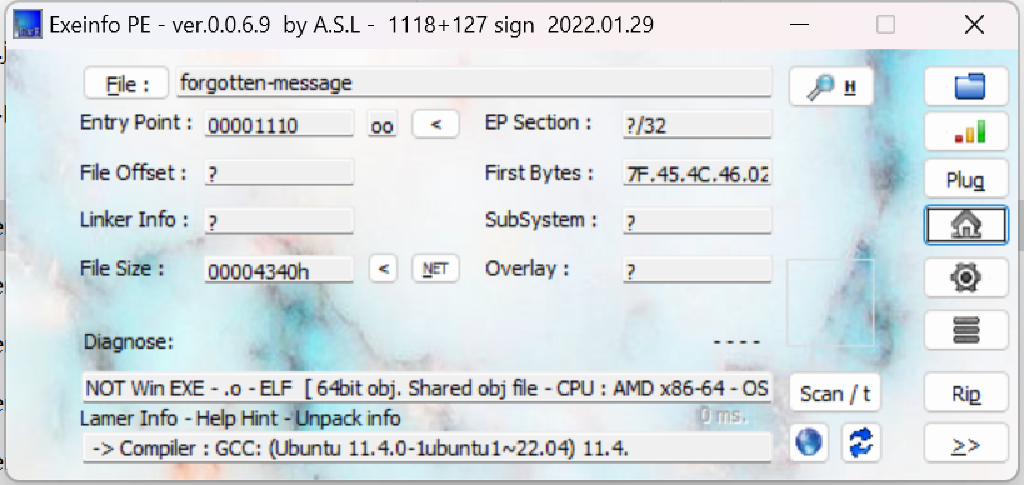 Exeinfo PE - ver.0.0.6.9 by A.S.L - 1118+127 sign 2022.01.29
File : forgotten-message H
Entry Point : 00001110 oo < EP Section : ?/32
File Offset : ? First Bytes : 7F.45.4C.46.02 Plug
Linker Info : ? SubSystem : ?
File Size : 00004340h < NET Overlay : ?
Diagnose: - - - -
NOT Win EXE - .o - ELF [ 64bit obj. Shared obj file - CPU : AMD x86-64 - OS Scan / t Rip
Lamer Info - Help Hint - Unpack info 0 ms.
-> Compiler : GCC: (Ubuntu 11.4.0-1ubuntu1~22.04) 11.4. >>